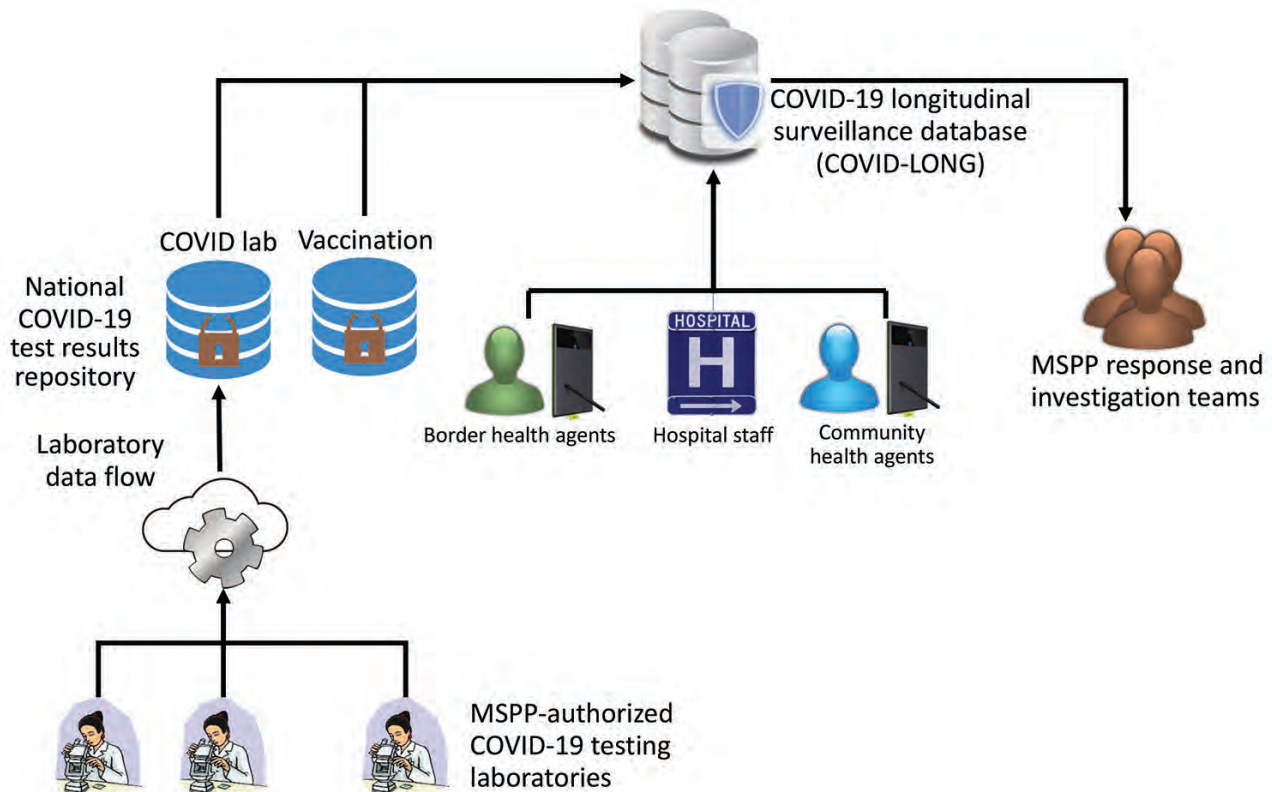 COVID-19 longitudinal
surveillance database
(COVID-LONG)
COVID lab
Vaccination
National
COVID-19
test results
repository
HOSPITAL
H
Border health agents
Hospital staff
Community
health agents
MSPP response and
investigation teams
Laboratory
data flow
MSPP-authorized
COVID-19 testing
laboratories